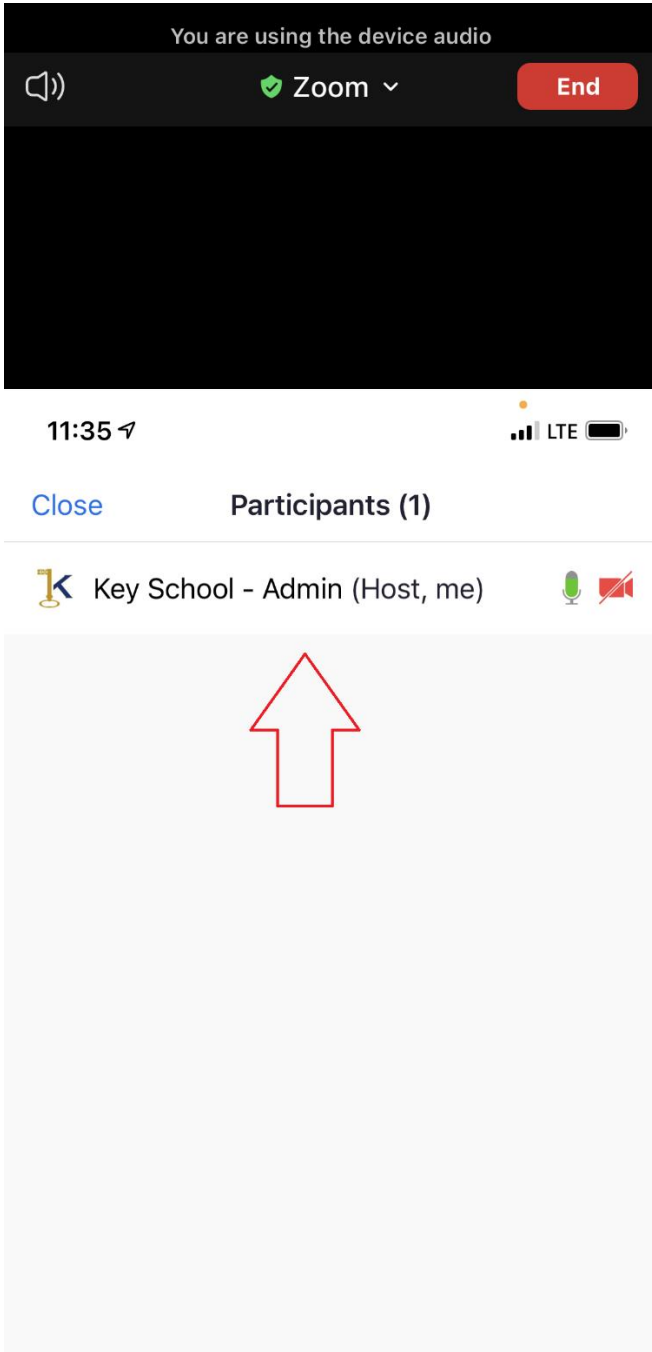 You are using the device audio
Zoom
End
11:35
LTE
Close
Participants (1)
K Key School - Admin (Host, me)